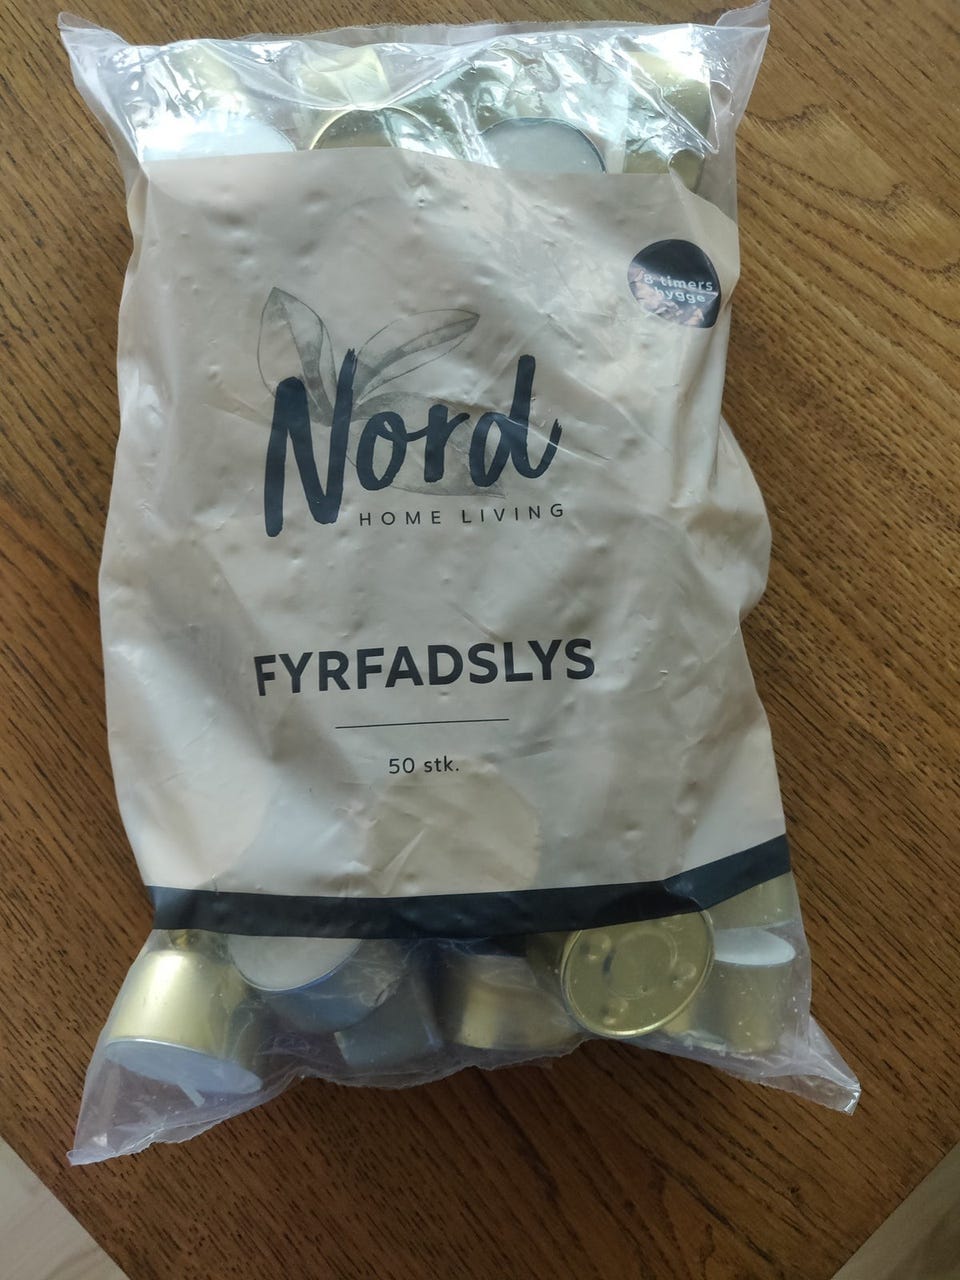 8 timers
hygge
Nord
HOME LIVING
FYRFADSLYS
50 stk.